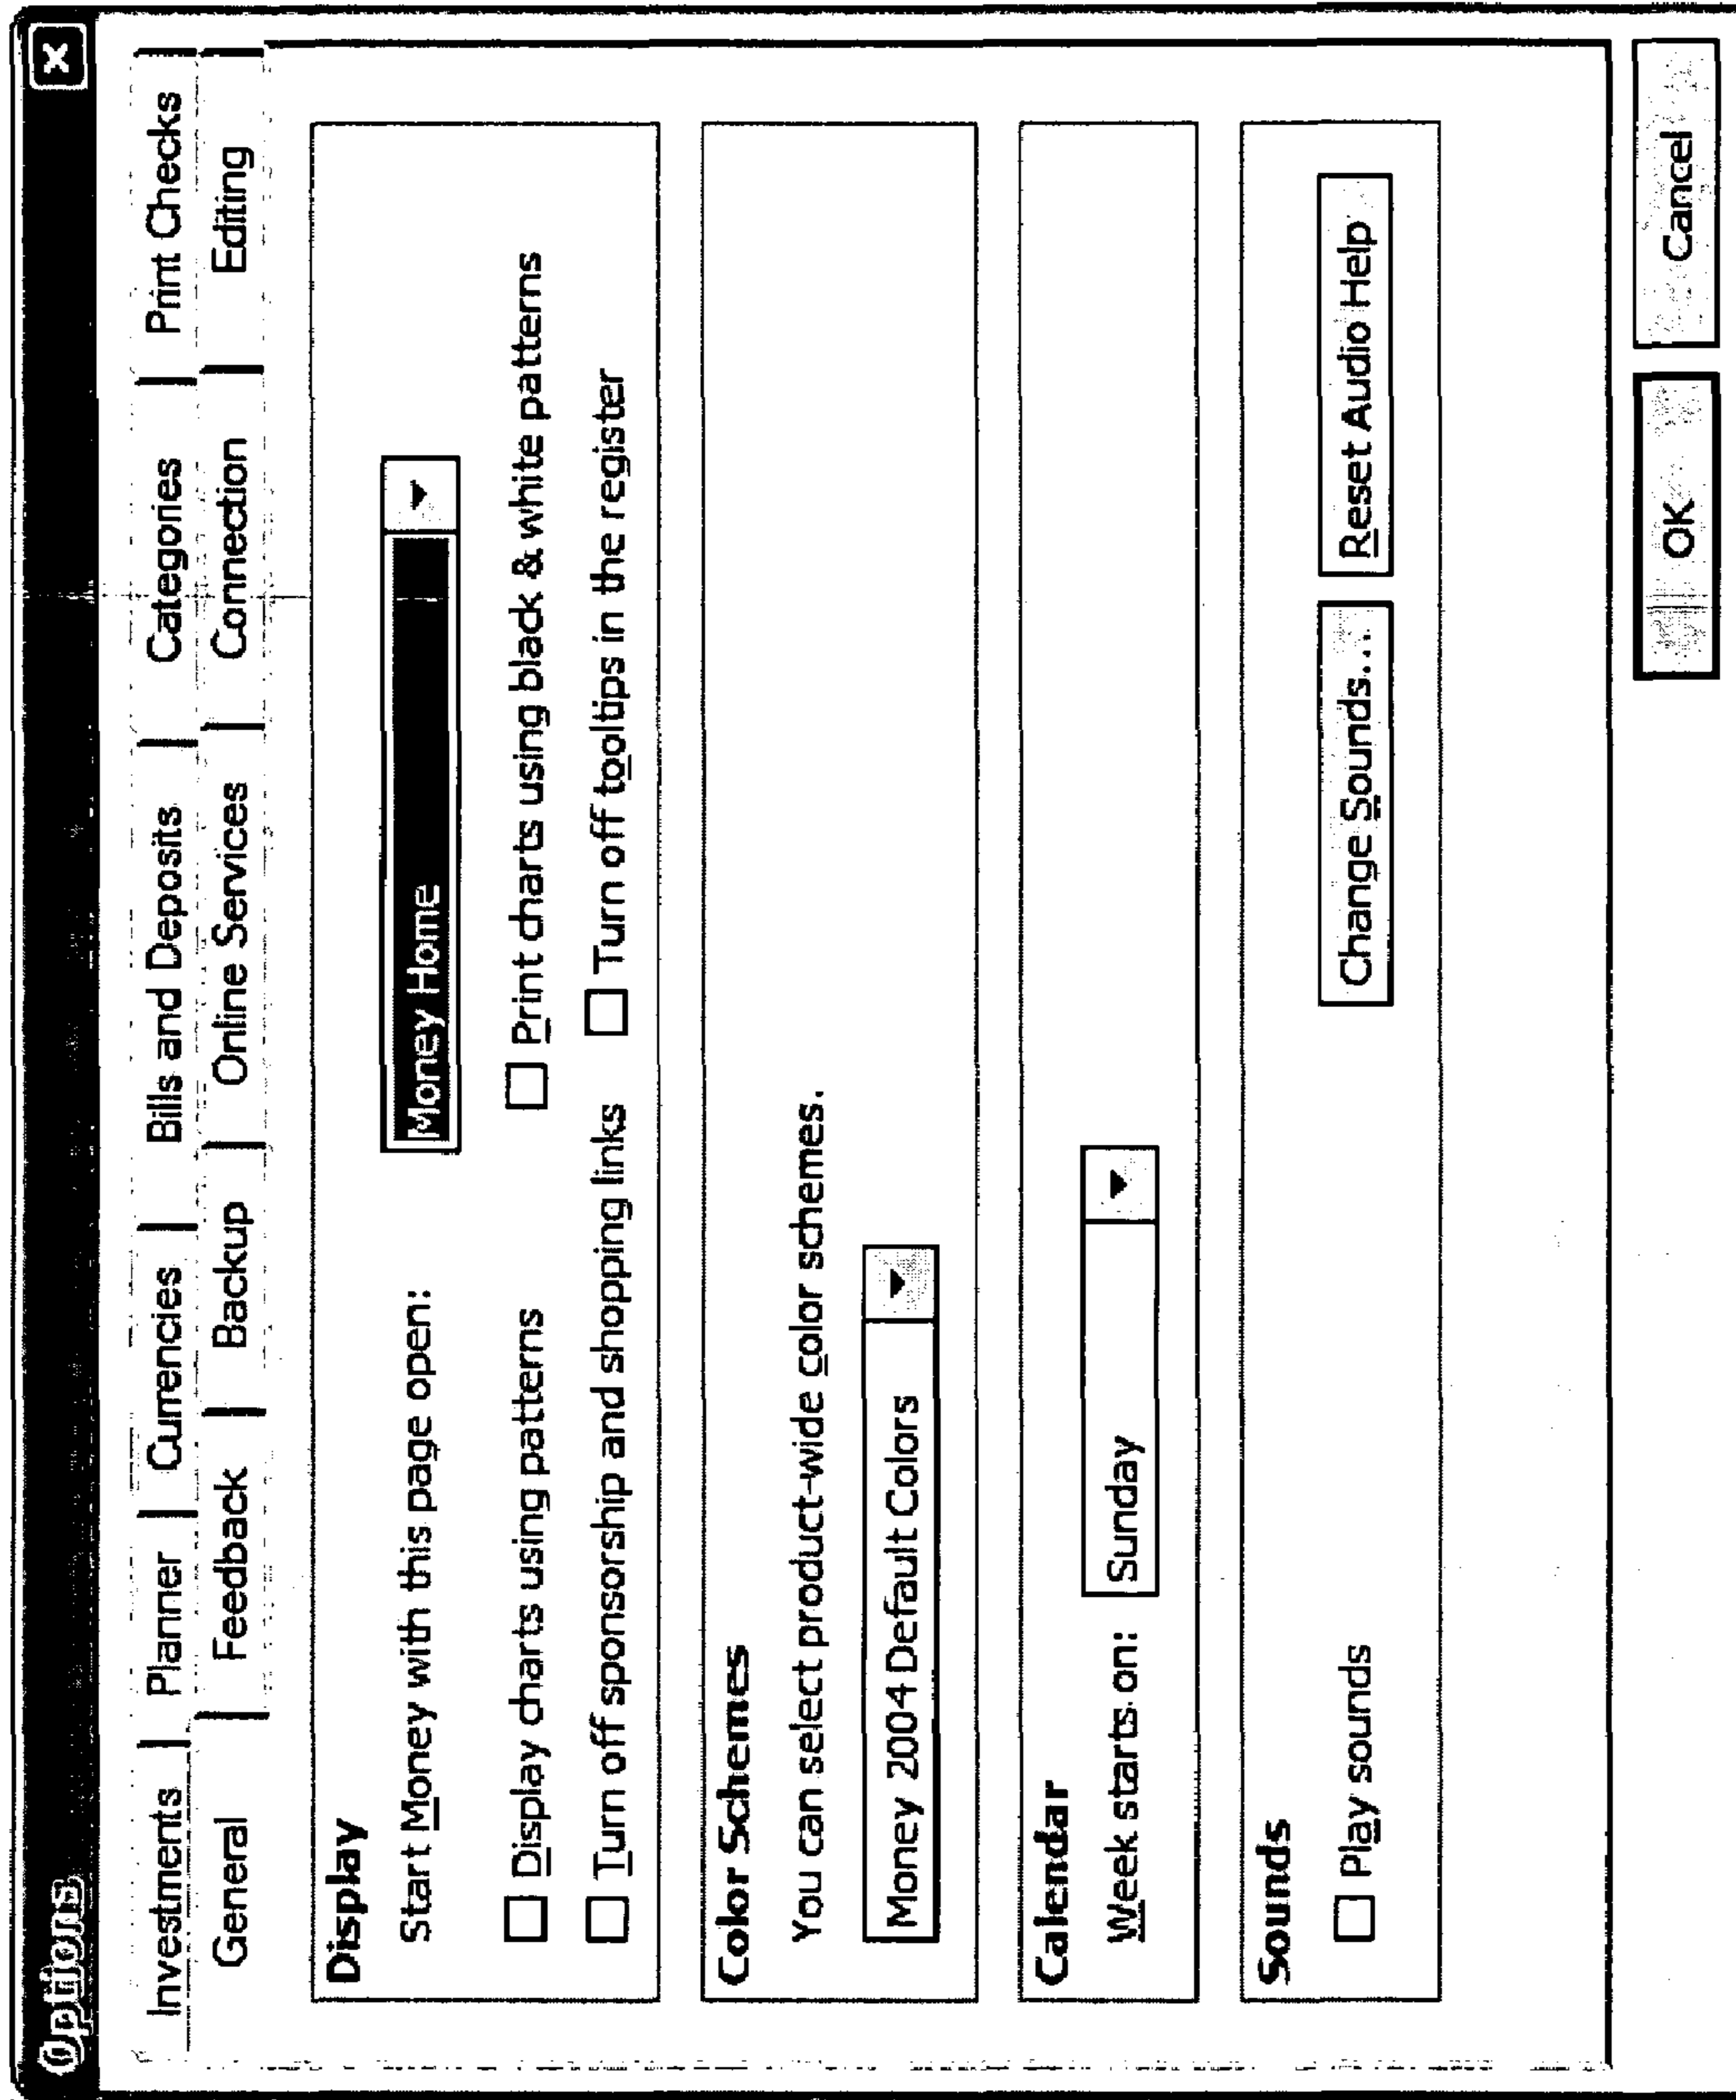 Options
Investments Planner Currencies Bills and Deposits Categories Print Checks
General Feedback Backup Online Services Connection Editing
Display
Start Money with this page open: Money Home
Display charts using patterns Print charts using black & white patterns
Turn off sponsorship and shopping links Turn off tooltips in the register
Color Schemes
You can select product-wide color schemes.
Money 2004 Default Colors
Calendar
Week starts on: Sunday
Sounds
Play sounds Change Sounds... Reset Audio Help
OK Cancel